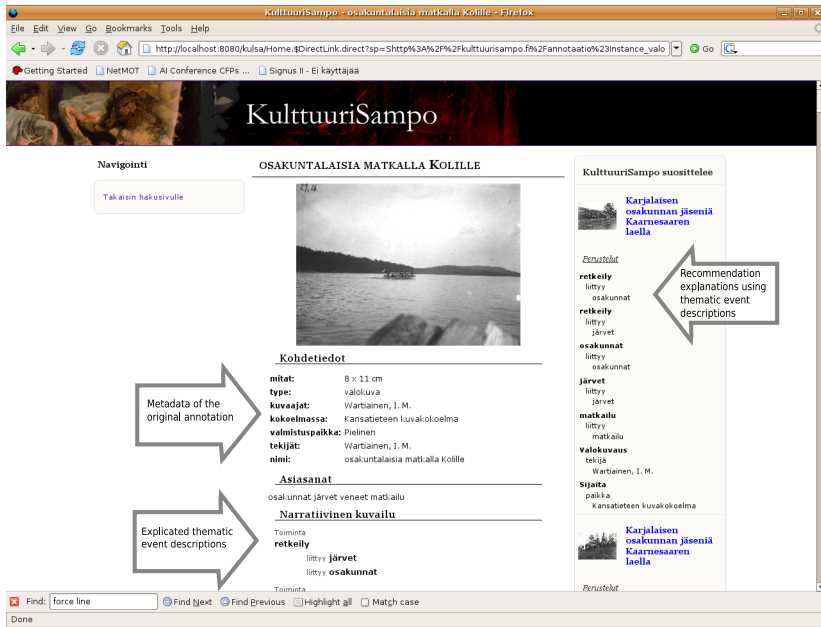 KulttuuriSampo - osakuntalaisia matkalla Kolille - Firefox
File Edit View Go Bookmarks Tools Help
http://localhost:8080/kulsa/Home,$DirectLink.direct?sp=Shttp%3A%2F%2Fkulttuurisampo.fi%2Fannotaatio%23Instance_valo
Go
Getting Started NetMOT AI Conference CFPs ... Signus II - Ei käyttäjää
KulttuuriSampo
Navigointi
Takaisin hakusivulle
OSAKUNTALAISIA MATKALLA KOLILLE
Kohdetiedot
mitat: 8 x 11 cm
type: valokuva
kuvaajat: Wartiainen, I. M.
kokoelmassa: Kansatieteen kuvakokoelma
valmistuspaikka: Pielinen
tekijät: Wartiainen, I. M.
nimi: osakuntalaisia matkalla Kolille
Asiasanat
osakunnat järvet veneet matkailu
Narratiivinen kuvailu
Toiminta
retkeily
liittyy järvet
liittyy osakunnat
Toiminta
Metadata of the
original annotation
Explicated thematic
event descriptions
KulttuuriSampo suosittelee
Karjalaisen
osakunnan jäseniä
Kaarnesaaren
laella
Perustelut
retkeily
liittyy
osakunnat
retkeily
liittyy
järvet
osakunnat
liittyy
osakunnat
järvet
liittyy
järvet
matkailu
liittyy
matkailu
Valokuvaus
tekijä
Wartiainen, I. M.
Sijaita
paikka
Kansatieteen kuvakokoelma
Karjalaisen
osakunnan jäseniä
Kaarnesaaren
laella
Perustelut
Recommendation
explanations using
thematic event
descriptions
Find: force line Find Next Find Previous Highlight all Match case
Done